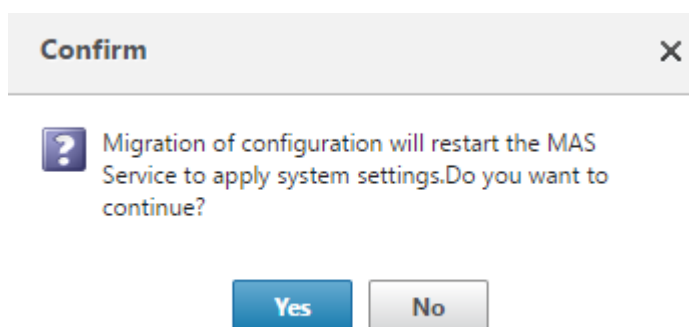 Confirm
Migration of configuration will restart the MAS
Service to apply system settings.Do you want to
continue?
Yes No